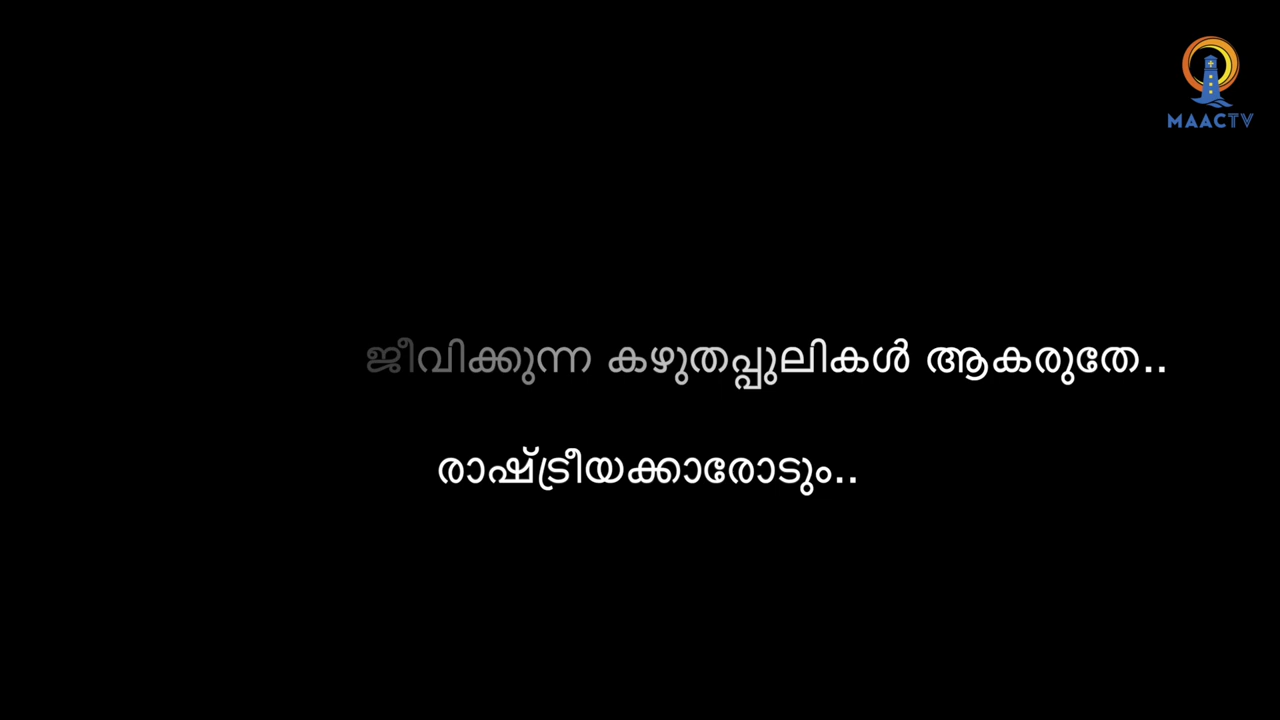 MAACTV
ജീവിക്കുന്ന കഴുതപ്പുലികൾ ആകരുതേ..
രാഷ്ട്രീയക്കാരോടും..